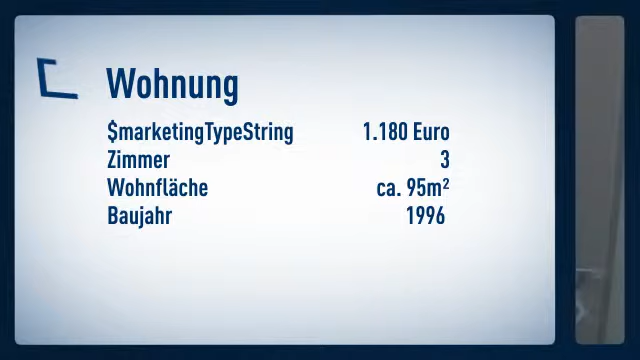 Wohnung
$marketingTypeString 1.180 Euro
Zimmer 3
Wohnfläche ca. 95m²
Baujahr 1996